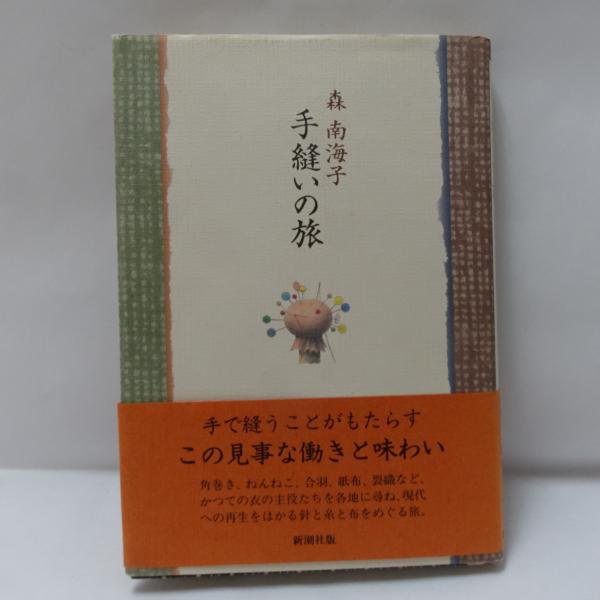 森 南海子
手縫いの旅
手で縫うことがもたらす
この見事な働きと味わい
角巻き、ねんねこ、合羽、紙布、裂織など、
かつての衣の主役たちを各地に尋ね、現代
への再生をはかる針と糸と布をめぐる旅。
新潮社版